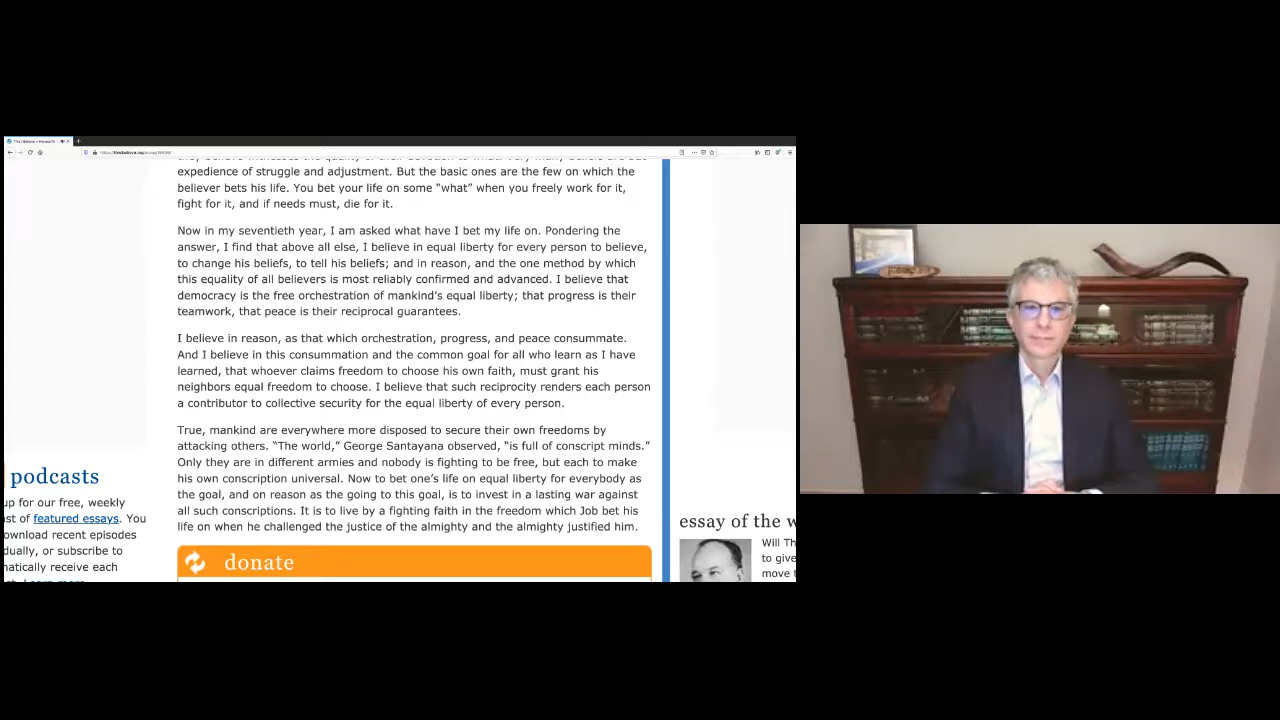 This I Believe
expedience of struggle and adjustment. But the basic ones are the few on which the
believer bets his life. You bet your life on some “what” when you freely work for it,
fight for it, and if needs must, die for it.
Now in my seventieth year, I am asked what have I bet my life on. Pondering the
answer, I find that above all else, I believe in equal liberty for every person to believe,
to change his beliefs, to tell his beliefs; and in reason, and the one method by which
this equality of all believers is most reliably confirmed and advanced. I believe that
democracy is the free orchestration of mankind’s equal liberty; that progress is their
teamwork, that peace is their reciprocal guarantees.
I believe in reason, as that which orchestration, progress, and peace consummate.
And I believe in this consummation and the common goal for all who learn as I have
learned, that whoever claims freedom to choose his own faith, must grant his
neighbors equal freedom to choose. I believe that such reciprocity renders each person
a contributor to collective security for the equal liberty of every person.
True, mankind are everywhere more disposed to secure their own freedoms by
attacking others. “The world,” George Santayana observed, “is full of conscript minds.”
Only they are in different armies and nobody is fighting to be free, but each to make
his own conscription universal. Now to bet one’s life on equal liberty for everybody as
the goal, and on reason as the going to this goal, is to invest in a lasting war against
all such conscriptions. It is to live by a fighting faith in the freedom which Job bet his
life on when he challenged the justice of the almighty and the almighty justified him.
donate
podcasts
up for our free, weekly
ast of featured essays. You
ownload recent episodes
dually, or subscribe to
matically receive each
essay of the w
Will Th
to give
move t